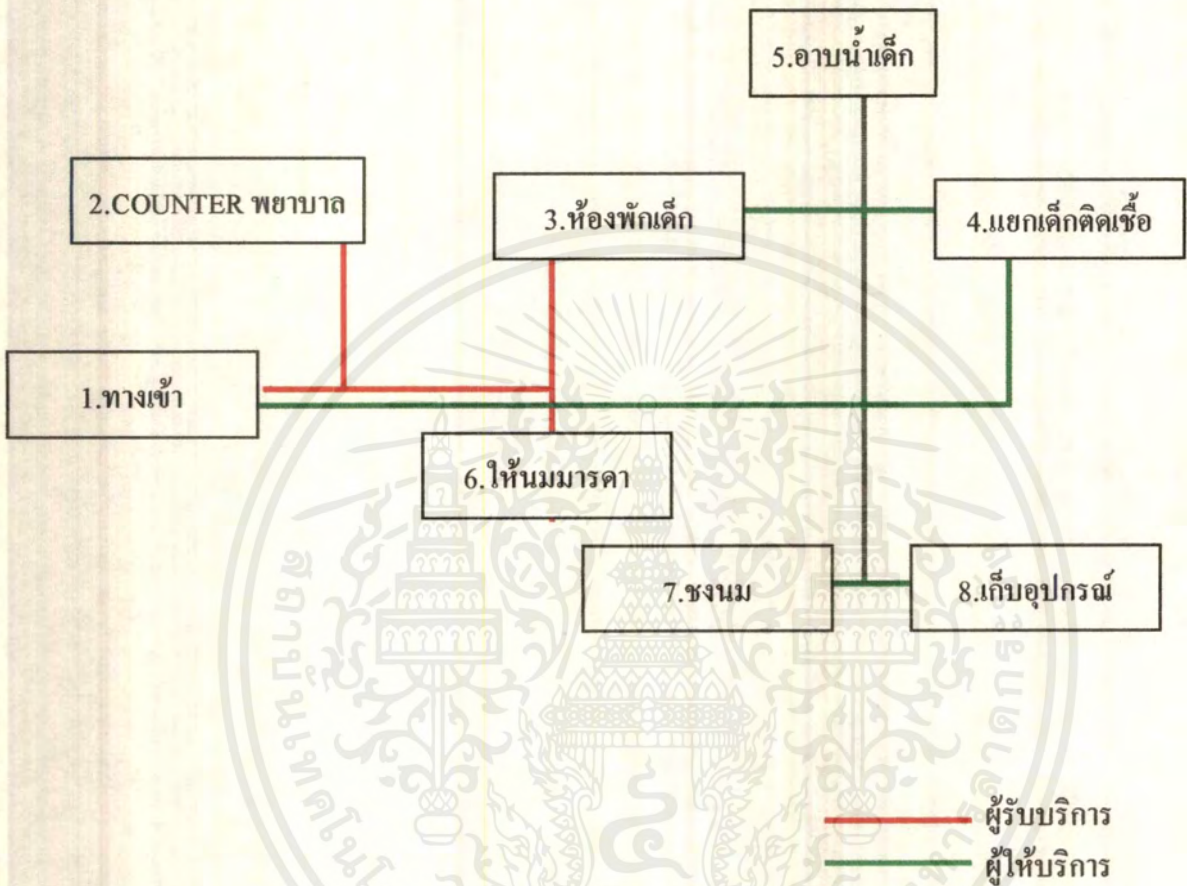 5.อาบน้ำเด็ก
2.COUNTER พยาบาล
3.ห้องพักเด็ก
4.แยกเด็กติดเชื้อ
1.ทางเข้า
6.ให้นมมารดา
7.ชงนม
8.เก็บอุปกรณ์
ผู้รับบริการ
ผู้ให้บริการ